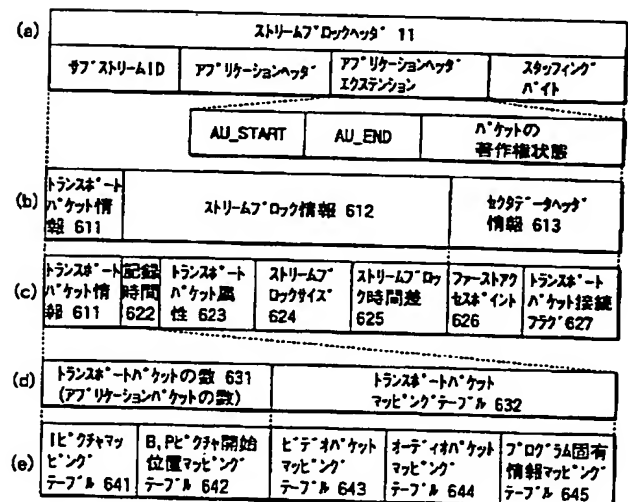 (a)
ストリームブロックヘッダ 11
サブストリームID
アプリケーションヘッダ
アプリケーションヘッダ
エクステンション
スタッフィング
バイト
AU_START
AU_END
パケットの
著作権状態
(b)
トランスポート
パケット情
報 611
ストリームブロック情報 612
セクタデータヘッダ
情報 613
(c)
トランスポート
パケット情
報 611
記録
時間
622
トランスポート
パケット属
性 623
ストリームブ
ロックサイズ
624
ストリームブロッ
ク時間差
625
ファーストアク
セスポイント
626
トランスポート
パケット接続
フラグ 627
(d)
トランスポートパケットの数 631
(アプリケーションパケットの数)
トランスポートパケット
マッピングテーブル 632
(e)
Iピクチャマッ
ピング
テーブル 641
B,Pピクチャ開始
位置マッピング
テーブル 642
ビデオパケット
マッピング
テーブル 643
オーディオパケット
マッピング
テーブル 644
プログラム固有
情報マッピング
テーブル 645